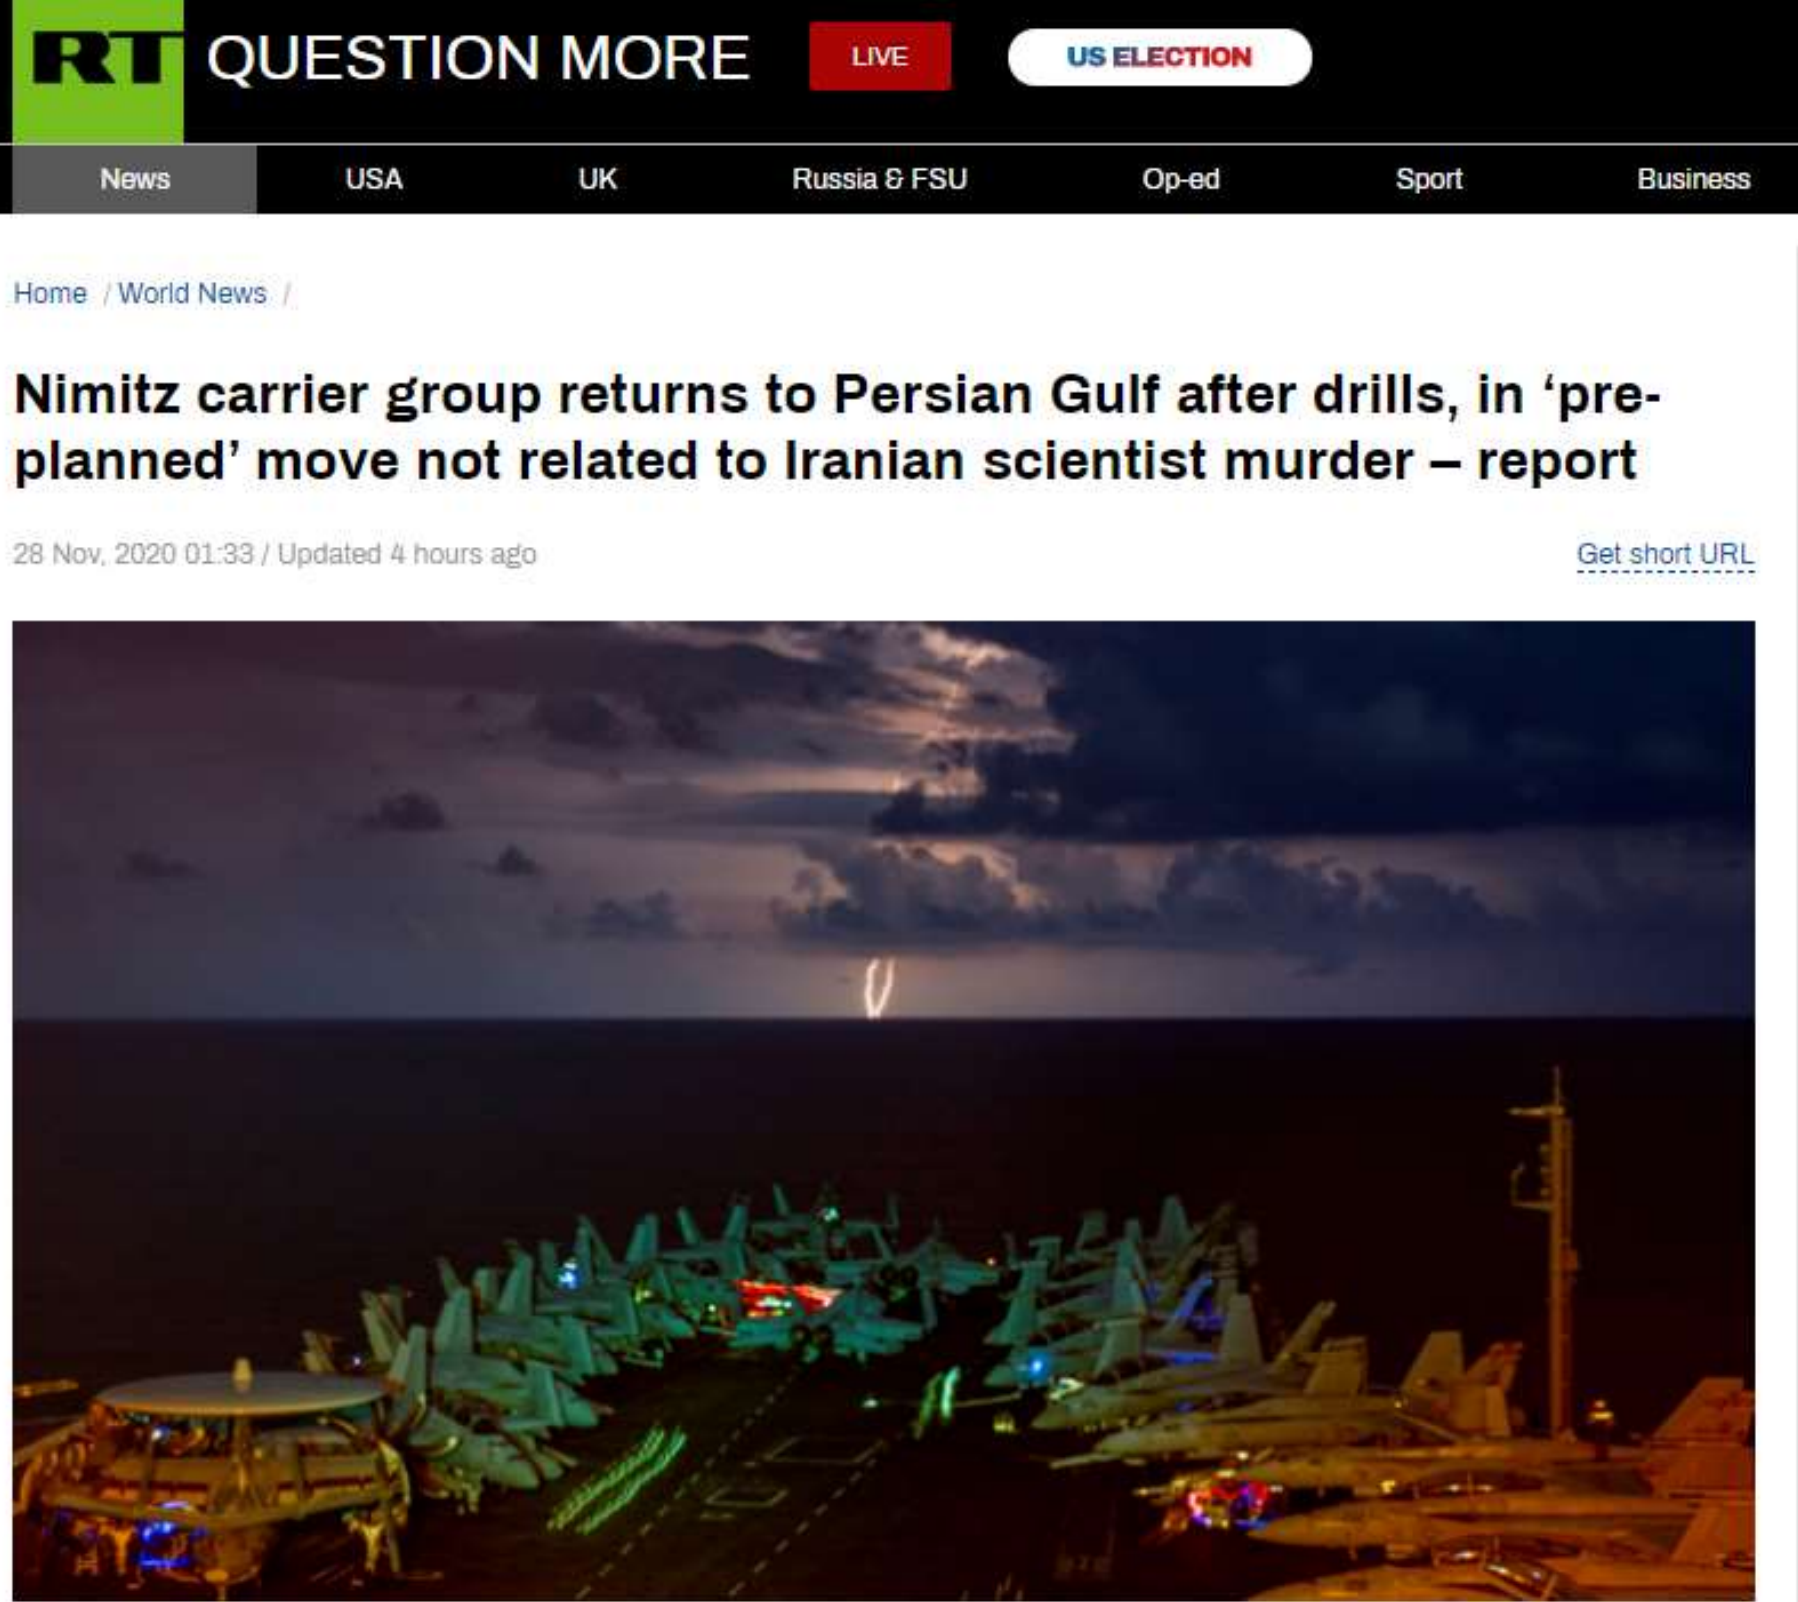 RT QUESTION MORE LIVE US ELECTION
News USA UK Russia & FSU Op-ed Sport Business
Home / World News /
Nimitz carrier group returns to Persian Gulf after drills, in ‘pre-
planned’ move not related to Iranian scientist murder – report
28 Nov, 2020 01:33 / Updated 4 hours ago Get short URL